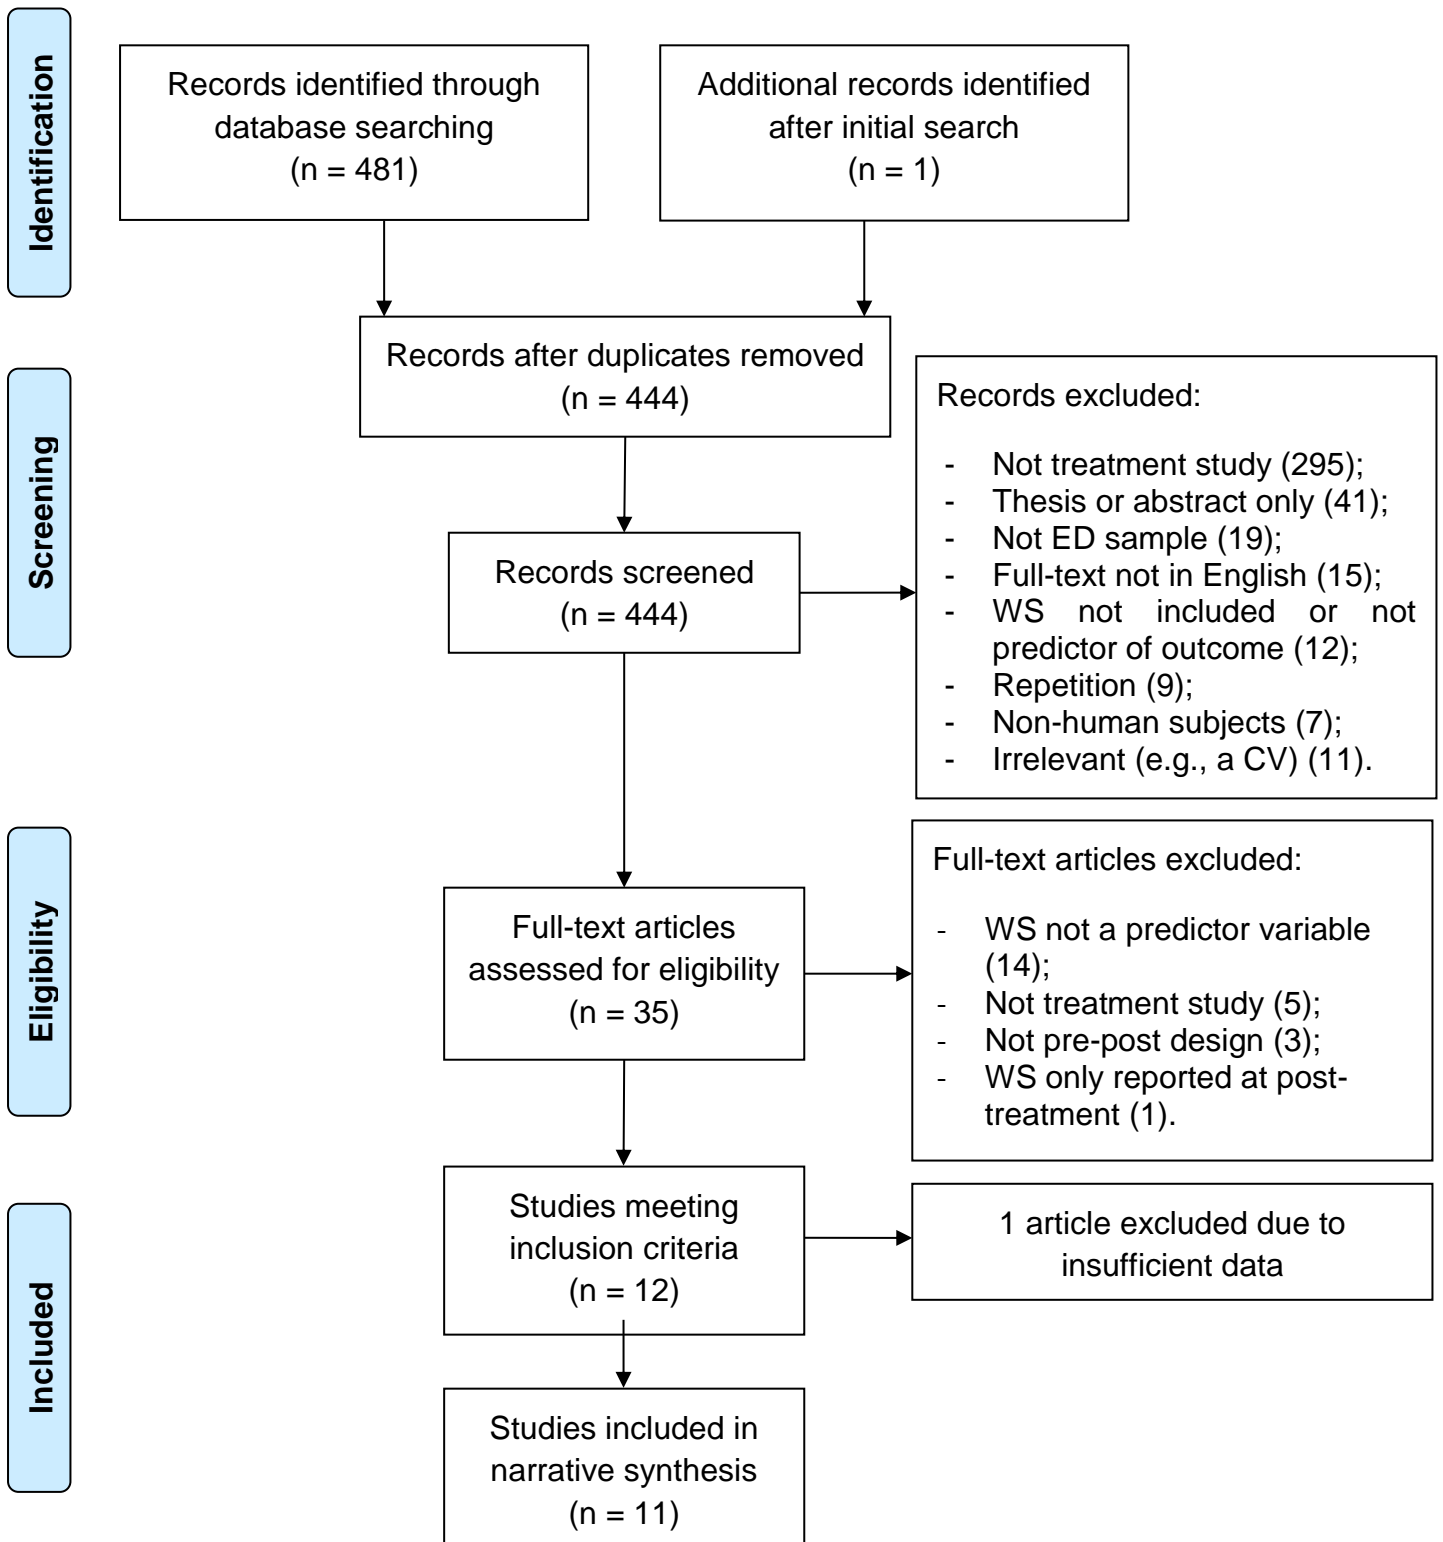 Identification
Records identified through
database searching
(n = 481)
Additional records identified
after initial search
(n = 1)
Records after duplicates removed
(n = 444)
Screening
Records screened
(n = 444)
Records excluded:
- Not treatment study (295);
- Thesis or abstract only (41);
- Not ED sample (19);
- Full-text not in English (15);
- WS not included or not
predictor of outcome (12);
- Repetition (9);
- Non-human subjects (7);
- Irrelevant (e.g., a CV) (11).
Eligibility
Full-text articles
assessed for eligibility
(n = 35)
Full-text articles excluded:
- WS not a predictor variable
(14);
- Not treatment study (5);
- Not pre-post design (3);
- WS only reported at post-
treatment (1).
Included
Studies meeting
inclusion criteria
(n = 12)
1 article excluded due to
insufficient data
Studies included in
narrative synthesis
(n = 11)